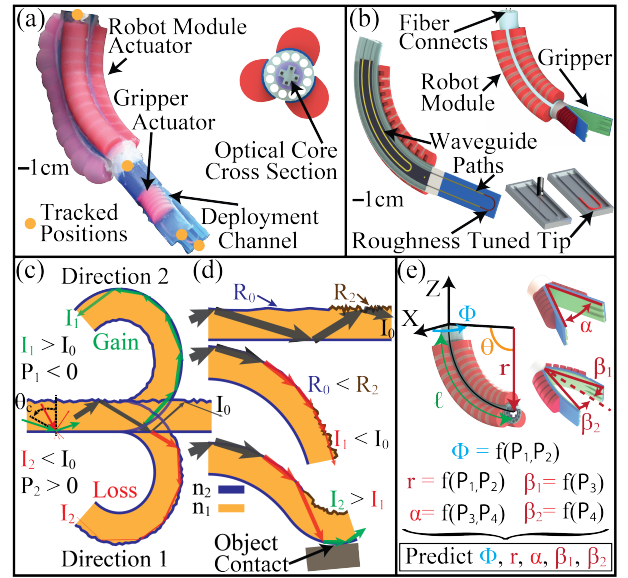 (a)
Robot Module
Actuator
Gripper
Actuator
Optical Core
Cross Section
1cm
Tracked
Positions
Deployment
Channel
(b)
Fiber
Connects
Gripper
Robot
Module
Waveguide
Paths
1cm
Roughness Tuned Tip
(c)
Direction 2
I₁
Gain
I₁ > I₀
P₁ < 0
θc
I₀
I₂ < I₀
P₂ > 0
Loss
I₂
Direction 1
(d)
R₀
R₂
I₀
R₀ < R₂
I₁ < I₀
n₂
n₁
I₂ > I₁
Object
Contact
(e)
Z
X
Φ
θ
r
ℓ
α
β₁
β₂
Φ = f(P₁,P₂)
r = f(P₁,P₂) β₁= f(P₃)
α= f(P₃,P₄) β₂= f(P₄)
Predict Φ, r, α, β₁, β₂